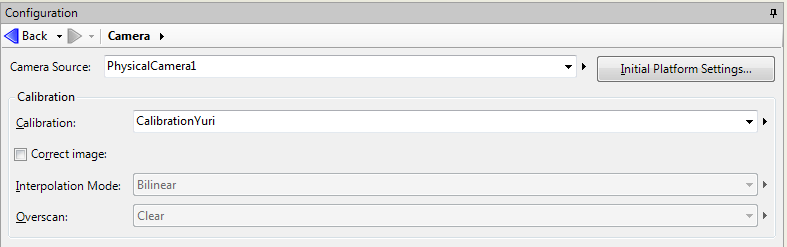 Configuration
Back Camera
Camera Source: PhysicalCamera1 Initial Platform Settings...
Calibration
Calibration: CalibrationYuri
Correct image:
Interpolation Mode: Bilinear
Overscan: Clear